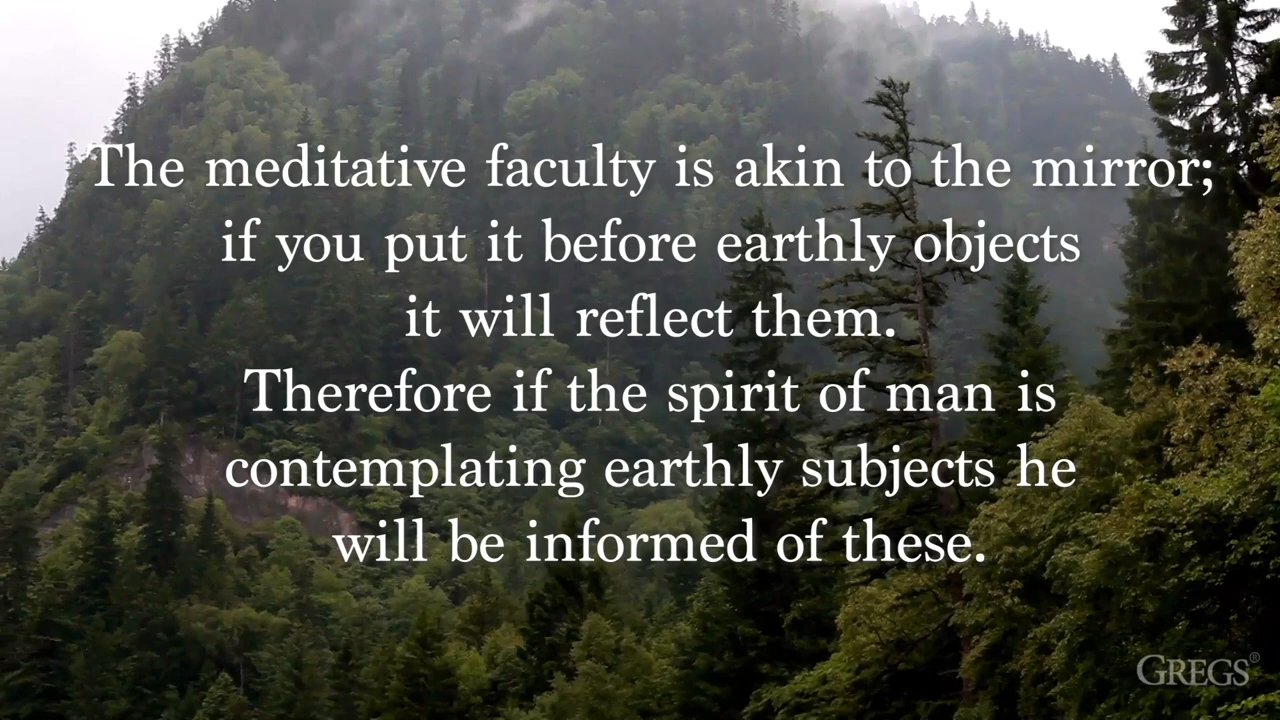 The meditative faculty is akin to the mirror;
if you put it before earthly objects
it will reflect them.
Therefore if the spirit of man is
contemplating earthly subjects he
will be informed of these.
GREGS®